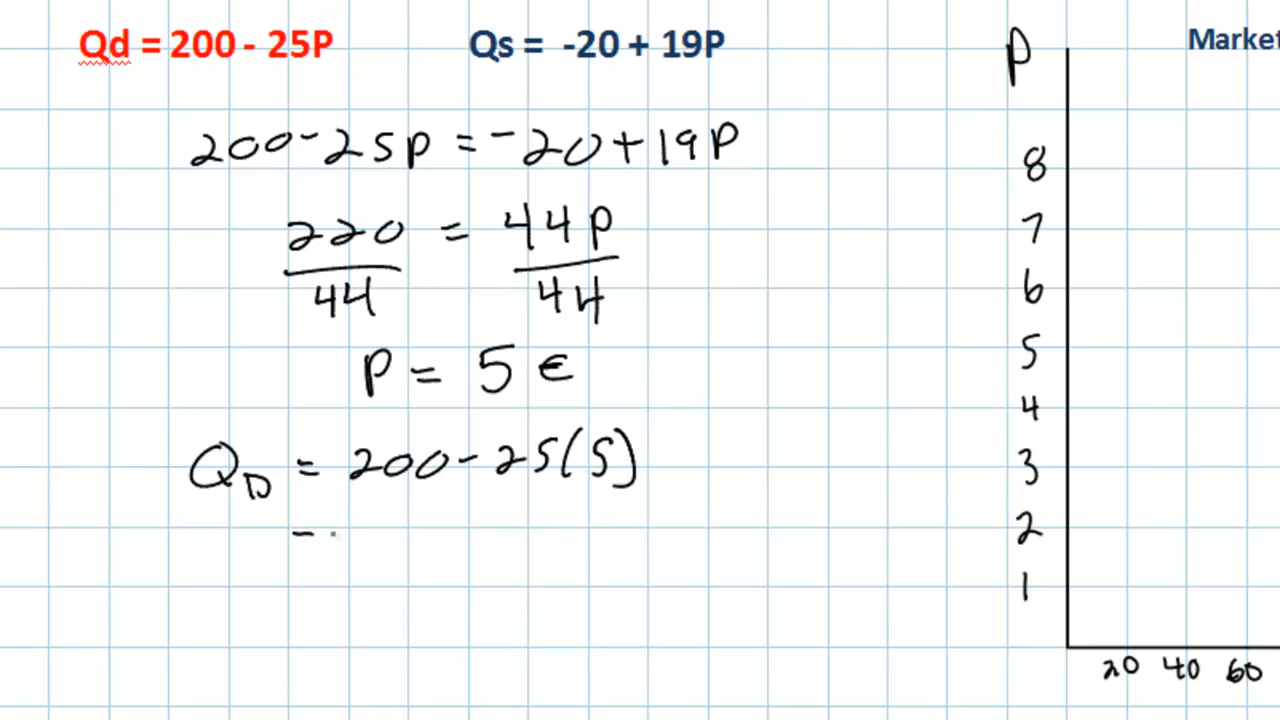 Qd = 200 - 25P
Qs = -20 + 19P
Market
200 - 25P = -20 + 19P
220 = 44P
44 44
P = 5 €
QD = 200 - 25(5)
P
8
7
6
5
4
3
2
1
20 40 60